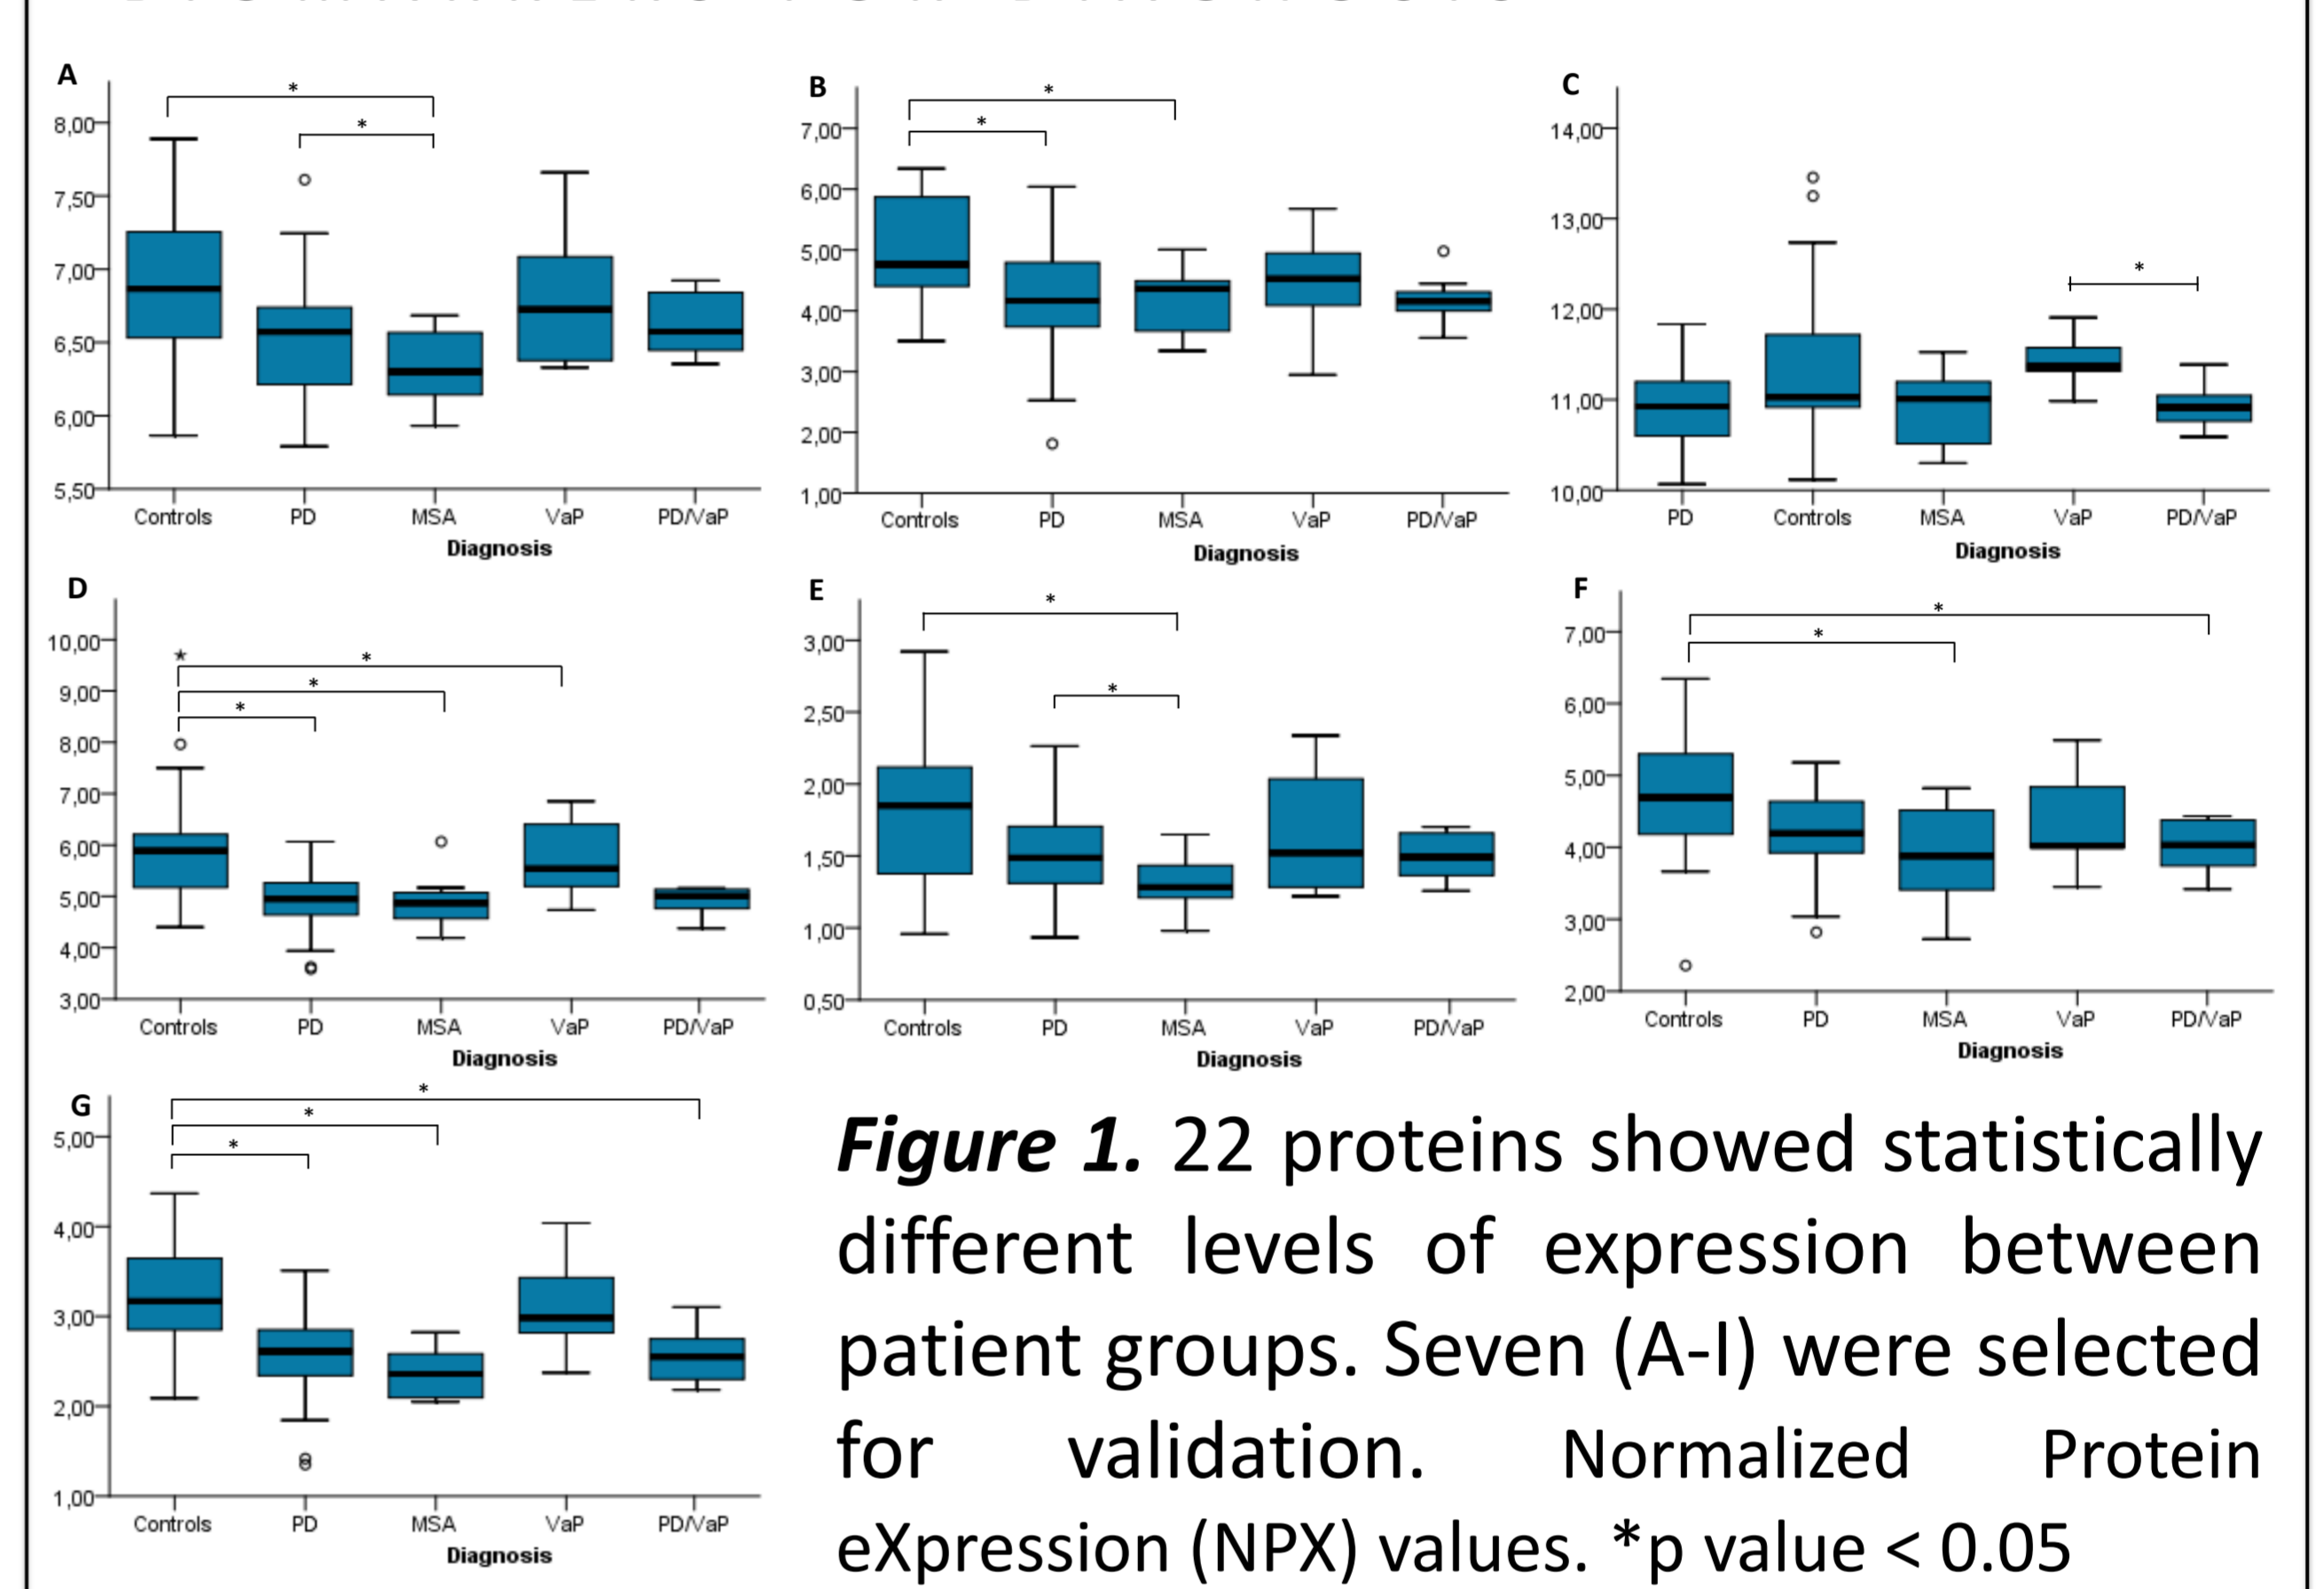 A
*
*
8,00
7,50
7,00
6,50
6,00
5,50
Controls PD MSA VaP PD/VaP
Diagnosis
B
*
*
7,00
6,00
5,00
4,00
3,00
2,00
1,00
Controls PD MSA VaP PD/VaP
Diagnosis
C
*
14,00
13,00
12,00
11,00
10,00
PD Controls MSA VaP PD/VaP
Diagnosis
D
*
*
*
*
10,00
9,00
8,00
7,00
6,00
5,00
4,00
3,00
Controls PD MSA VaP PD/VaP
Diagnosis
E
*
*
3,00
2,50
2,00
1,50
1,00
0,50
Controls PD MSA VaP PD/VaP
Diagnosis
F
*
*
7,00
6,00
5,00
4,00
3,00
2,00
Controls PD MSA VaP PD/VaP
Diagnosis
G
*
*
*
5,00
4,00
3,00
2,00
1,00
Controls PD MSA VaP PD/VaP
Diagnosis
Figure 1. 22 proteins showed statistically
different levels of expression between
patient groups. Seven (A-I) were selected
for validation. Normalized Protein
eXpression (NPX) values. *p value < 0.05